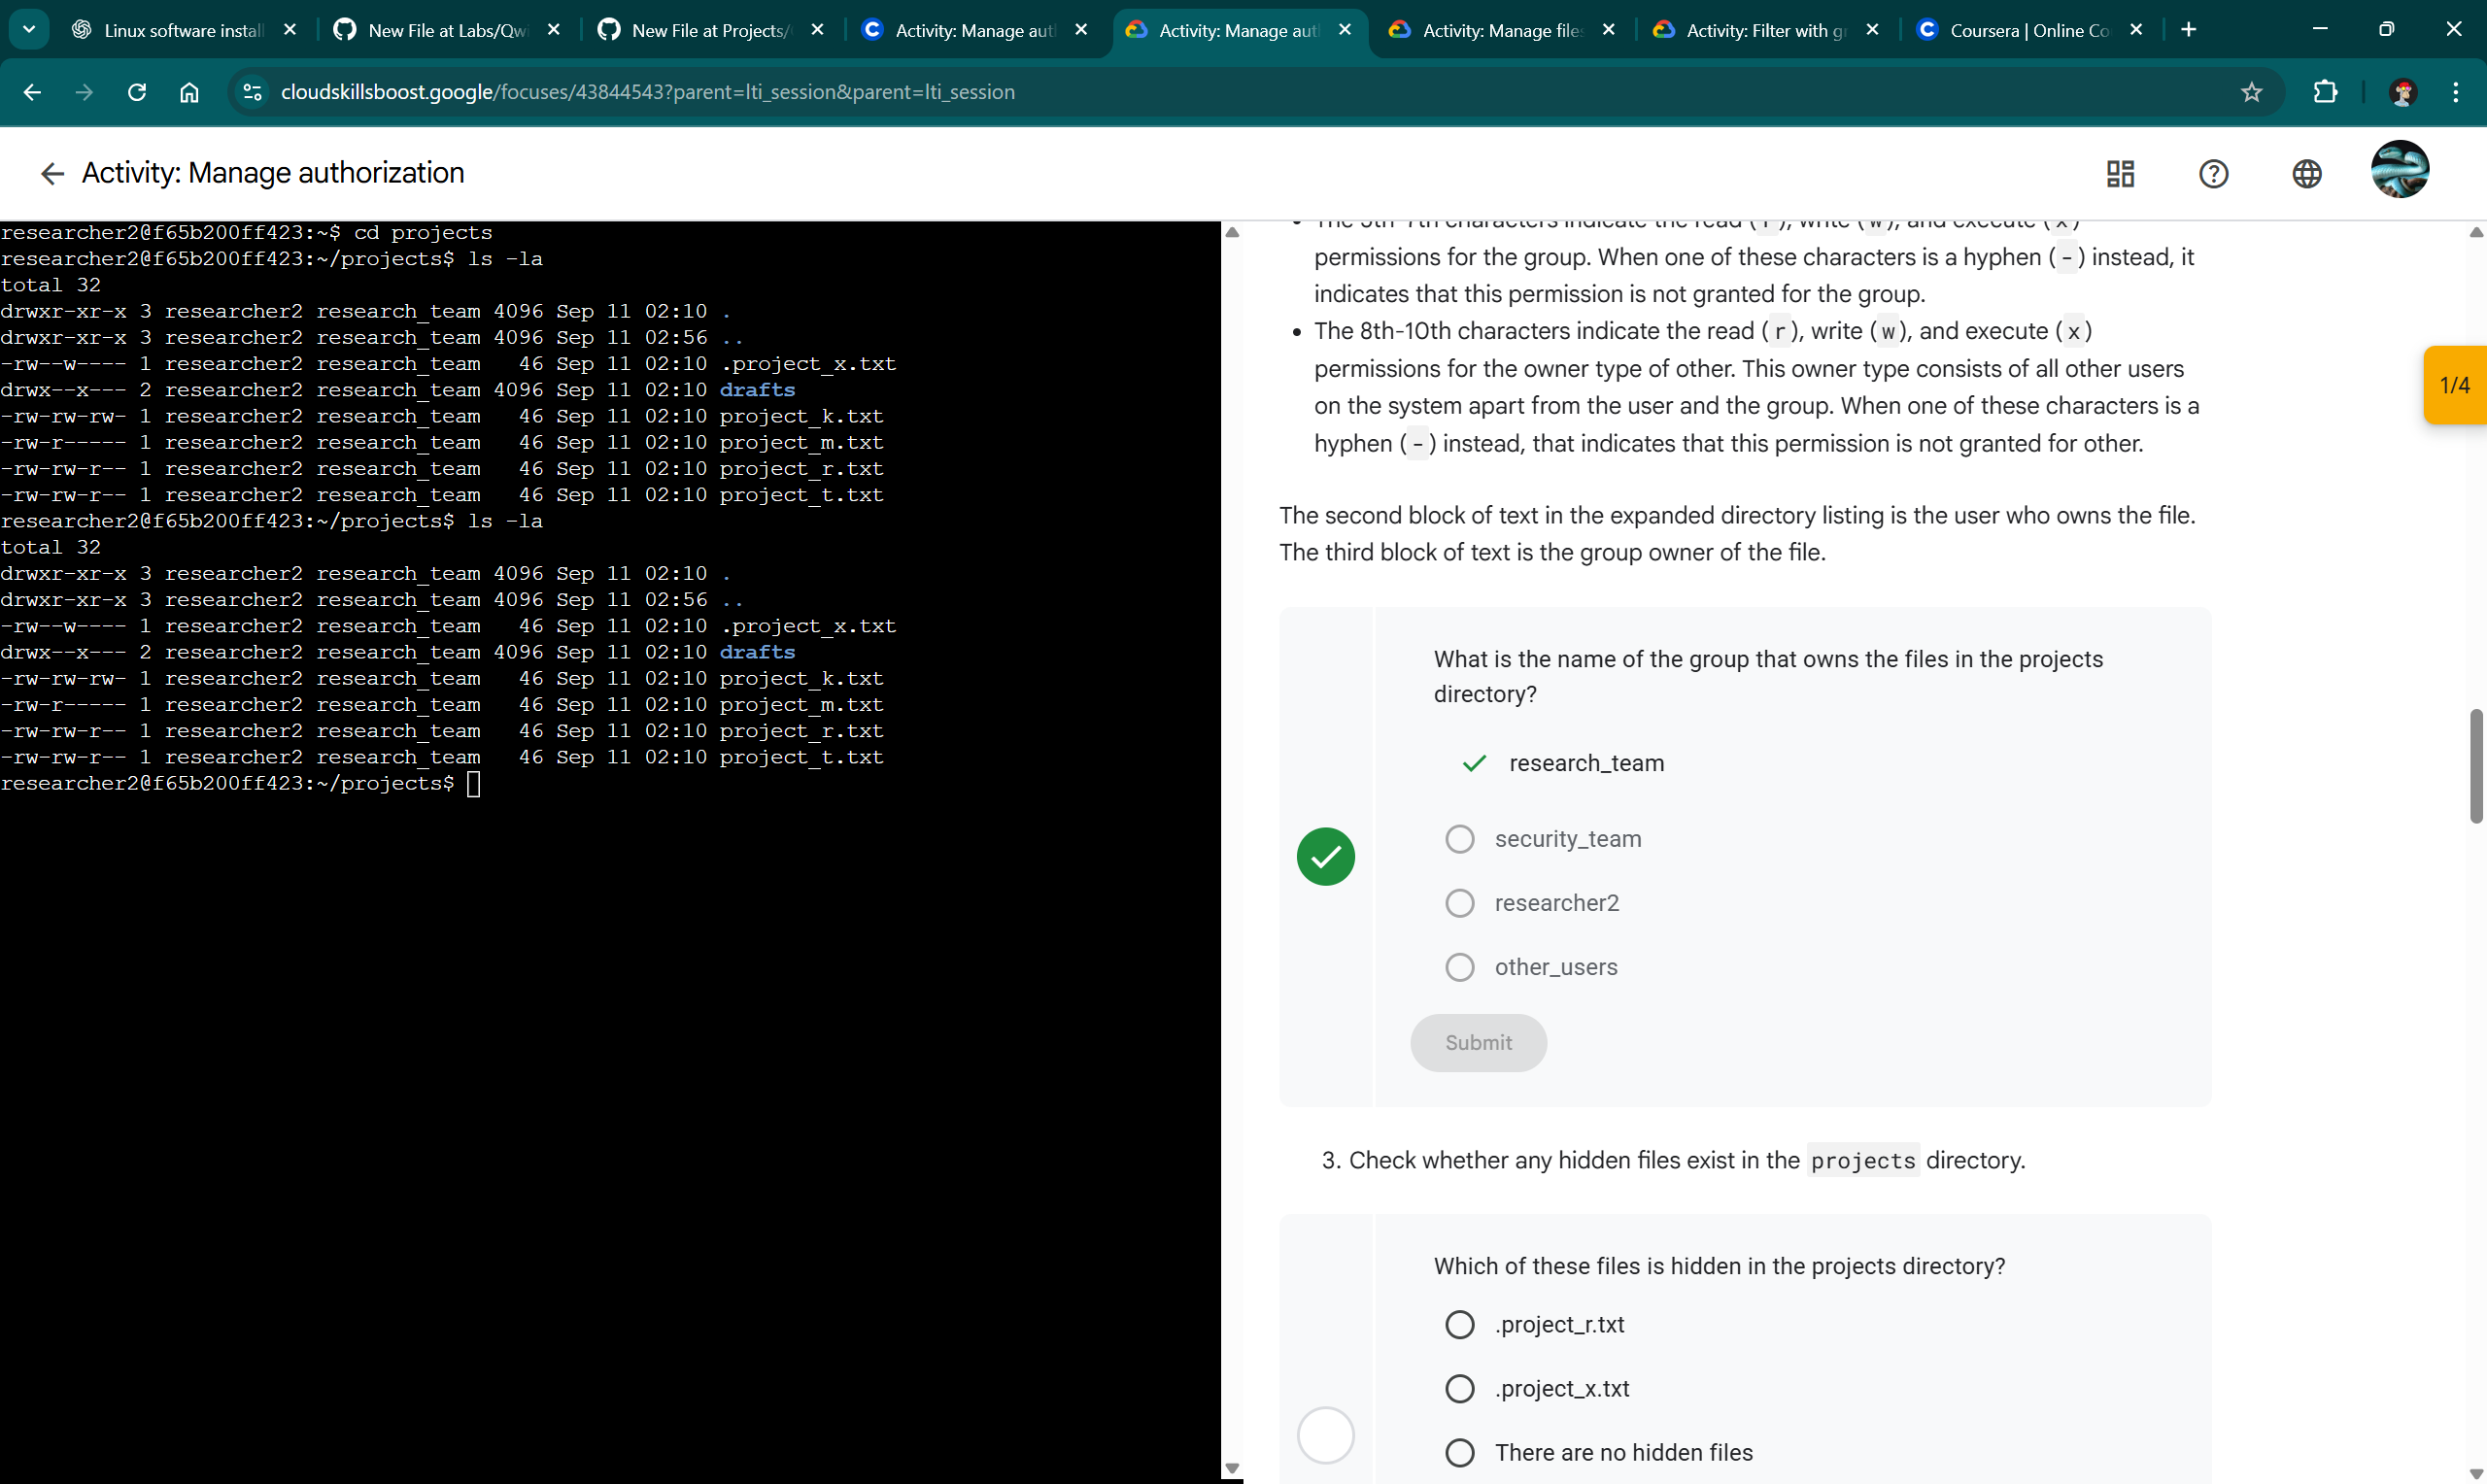 Linux software instal
New File at Labs/Qwi
New File at Projects/
Activity: Manage aut
Activity: Manage aut
Activity: Manage files
Activity: Filter with g
Coursera | Online Co
cloudskillsboost.google/focuses/43844543?parent=lti_session&parent=lti_session
Activity: Manage authorization
researcher2@f65b200ff423:~$ cd projects
researcher2@f65b200ff423:~/projects$ ls -la
total 32
drwxr-xr-x 3 researcher2 research_team 4096 Sep 11 02:10 .
drwxr-xr-x 3 researcher2 research_team 4096 Sep 11 02:56 ..
-rw--w---- 1 researcher2 research_team   46 Sep 11 02:10 .project_x.txt
drwx--x--- 2 researcher2 research_team 4096 Sep 11 02:10 drafts
-rw-rw-rw- 1 researcher2 research_team   46 Sep 11 02:10 project_k.txt
-rw-r----- 1 researcher2 research_team   46 Sep 11 02:10 project_m.txt
-rw-rw-r-- 1 researcher2 research_team   46 Sep 11 02:10 project_r.txt
-rw-rw-r-- 1 researcher2 research_team   46 Sep 11 02:10 project_t.txt
researcher2@f65b200ff423:~/projects$ ls -la
total 32
drwxr-xr-x 3 researcher2 research_team 4096 Sep 11 02:10 .
drwxr-xr-x 3 researcher2 research_team 4096 Sep 11 02:56 ..
-rw--w---- 1 researcher2 research_team   46 Sep 11 02:10 .project_x.txt
drwx--x--- 2 researcher2 research_team 4096 Sep 11 02:10 drafts
-rw-rw-rw- 1 researcher2 research_team   46 Sep 11 02:10 project_k.txt
-rw-r----- 1 researcher2 research_team   46 Sep 11 02:10 project_m.txt
-rw-rw-r-- 1 researcher2 research_team   46 Sep 11 02:10 project_r.txt
-rw-rw-r-- 1 researcher2 research_team   46 Sep 11 02:10 project_t.txt
researcher2@f65b200ff423:~/projects$
• The 5th-7th characters indicate the read (r), write (w), and execute (x)
permissions for the group. When one of these characters is a hyphen (-) instead, it
indicates that this permission is not granted for the group.
• The 8th-10th characters indicate the read (r), write (w), and execute (x)
permissions for the owner type of other. This owner type consists of all other users
on the system apart from the user and the group. When one of these characters is a
hyphen (-) instead, that indicates that this permission is not granted for other.
1/4
The second block of text in the expanded directory listing is the user who owns the file.
The third block of text is the group owner of the file.
What is the name of the group that owns the files in the projects
directory?
research_team
security_team
researcher2
other_users
Submit
3. Check whether any hidden files exist in the projects directory.
Which of these files is hidden in the projects directory?
.project_r.txt
.project_x.txt
There are no hidden files